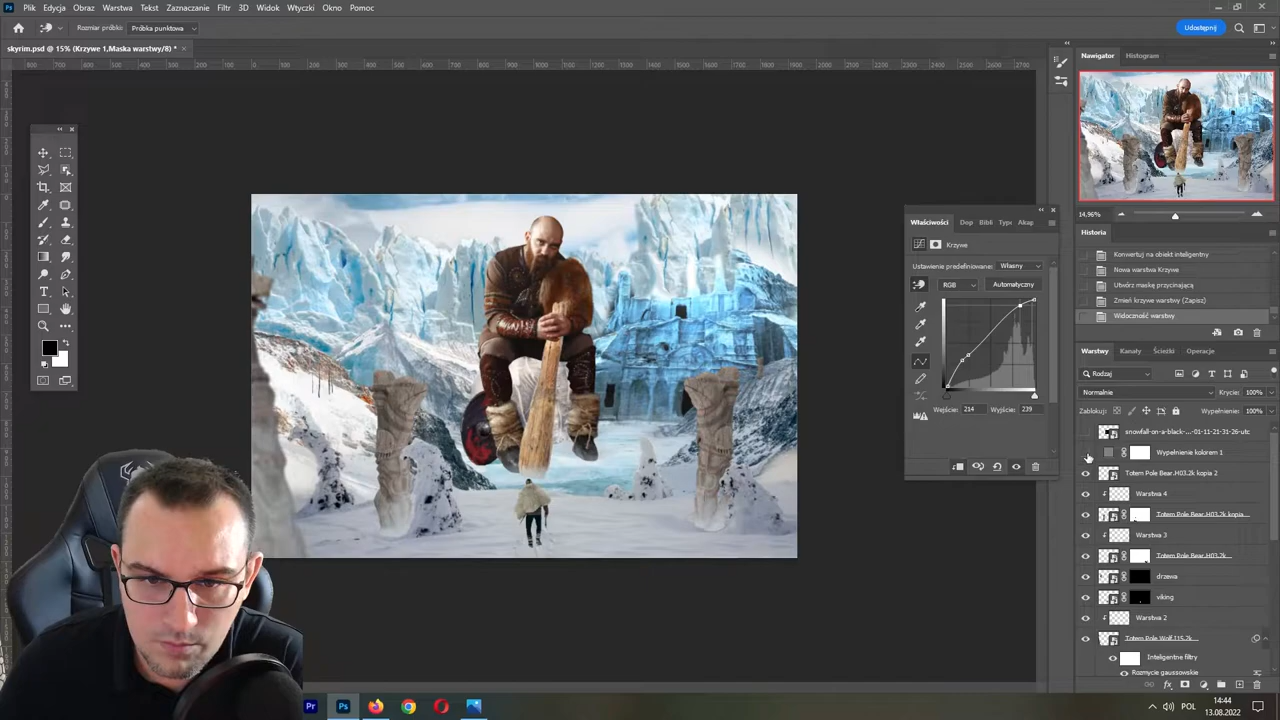 Plik Edycja Obraz Warstwa Tekst Zaznaczanie Filtr 3D Widok Wtyczki Okno Pomoc
Rozmiar próbki: Próbka punktowa
Udostępnij
skyrim.psd @ 15% (Krzywe 1,Maska warstwy/8) *
Nawigator Histogram
14,96%
Historia
Konwertuj na obiekt inteligentny
Nowa warstwa Krzywe
Utwórz maskę przycinającą
Zmień krzywe warstwy (Zapisz)
Widoczność warstwy
Właściwości Dop Bibli Typ Akap
Krzywe
Ustawienie predefiniowane: Własny
RGB Automatyczny
Wejście: 214 Wyjście: 239
Warstwy Kanały Ścieżki Operacje
Rodzaj
Normalnie Krycie: 100%
Zablokuj: Wypełnienie: 100%
snowfall-on-a-black-...-01-11-21-31-26-utc
Wypełnienie kolorem 1
Totem Pole Bear.H03.2k kopia 2
Warstwa 4
Totem Pole Bear.H03.2k kopia...
Warstwa 3
Totem Pole Bear.H03.2k...
drzewa
viking
Warstwa 2
Totem Pole Wolf.I15.2k...
Inteligentne filtry
Rozmycie gaussowskie
Pr Ps
POL 14:44
13.08.2022